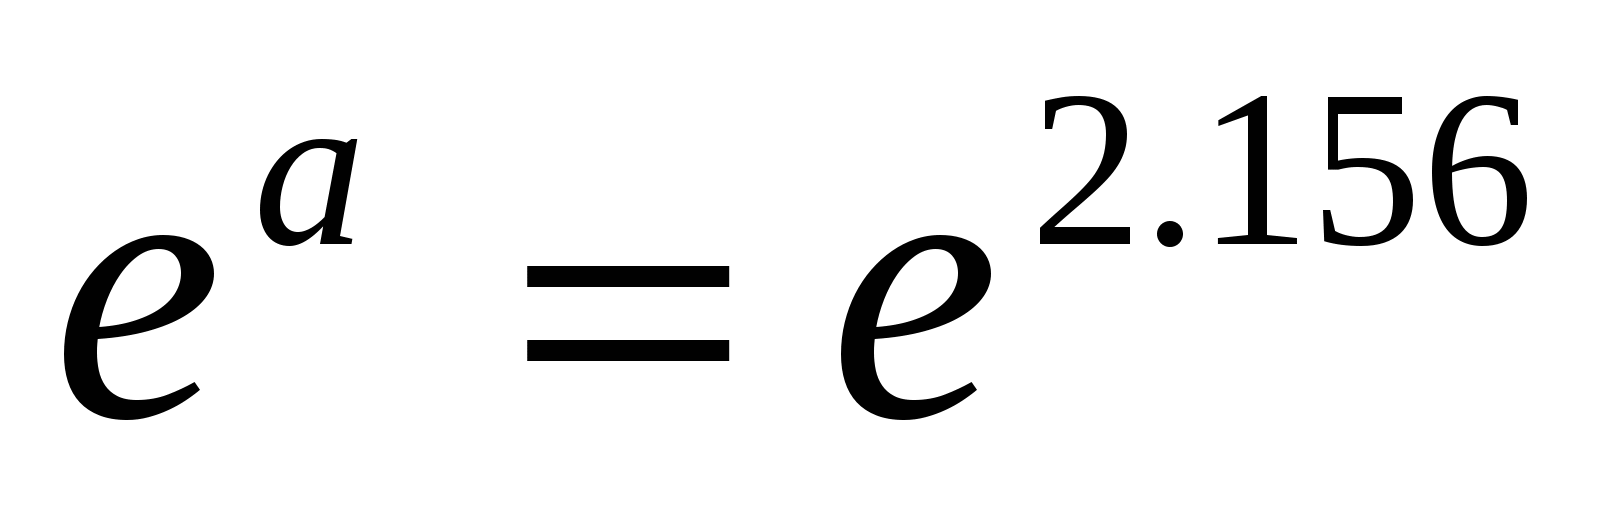 e^a = e^2.156